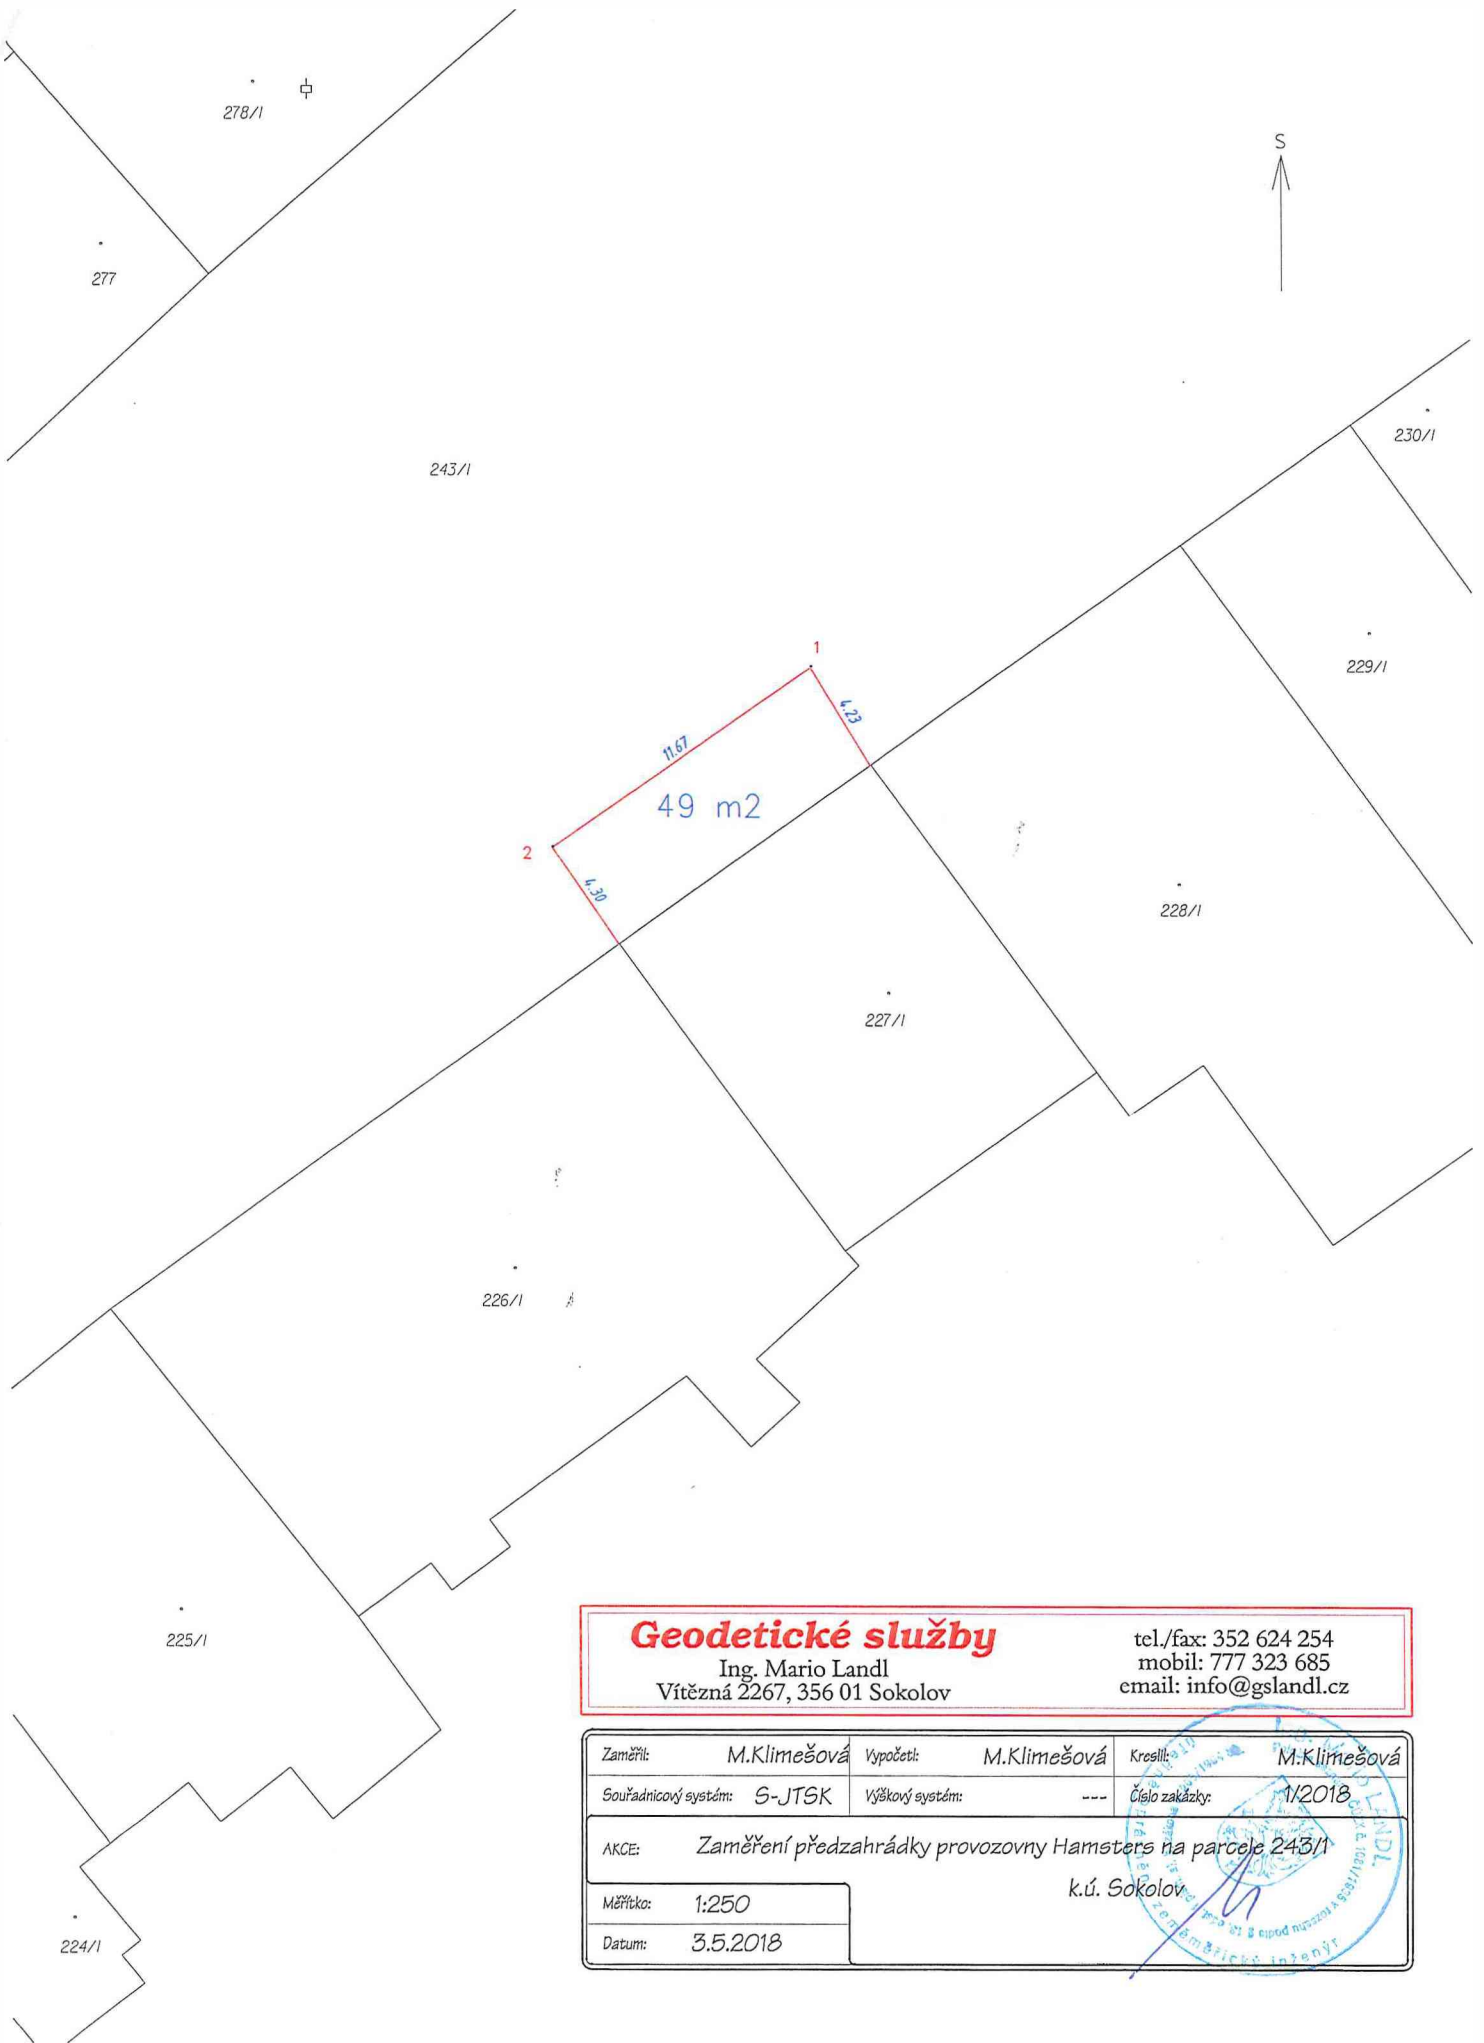 278/1
S
277
230/1
243/1
1
229/1
4.23
11.67
49 m2
2
4.30
228/1
227/1
226/1
225/1
224/1
Geodetické služby
Ing. Mario Landl
Vítězná 2267, 356 01 Sokolov
tel./fax: 352 624 254
mobil: 777 323 685
email: info@gslandl.cz
Zaměřil: M.Klimešová Vypočetl: M.Klimešová Kreslil: M.Klimešová
Souřadnicový systém: S-JTSK Výškový systém: --- Číslo zakázky: 1/2018
AKCE: Zaměření předzahrádky provozovny Hamsters na parcele 243/1
k.ú. Sokolov
Měřítko: 1:250
Datum: 3.5.2018
LANDL
zeměměřický inženýr